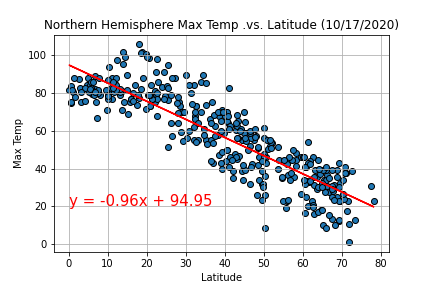 Northern Hemisphere Max Temp .vs. Latitude (10/17/2020)
100
80
60
40
20
0
Max Temp
y = -0.96x + 94.95
0 10 20 30 40 50 60 70 80
Latitude